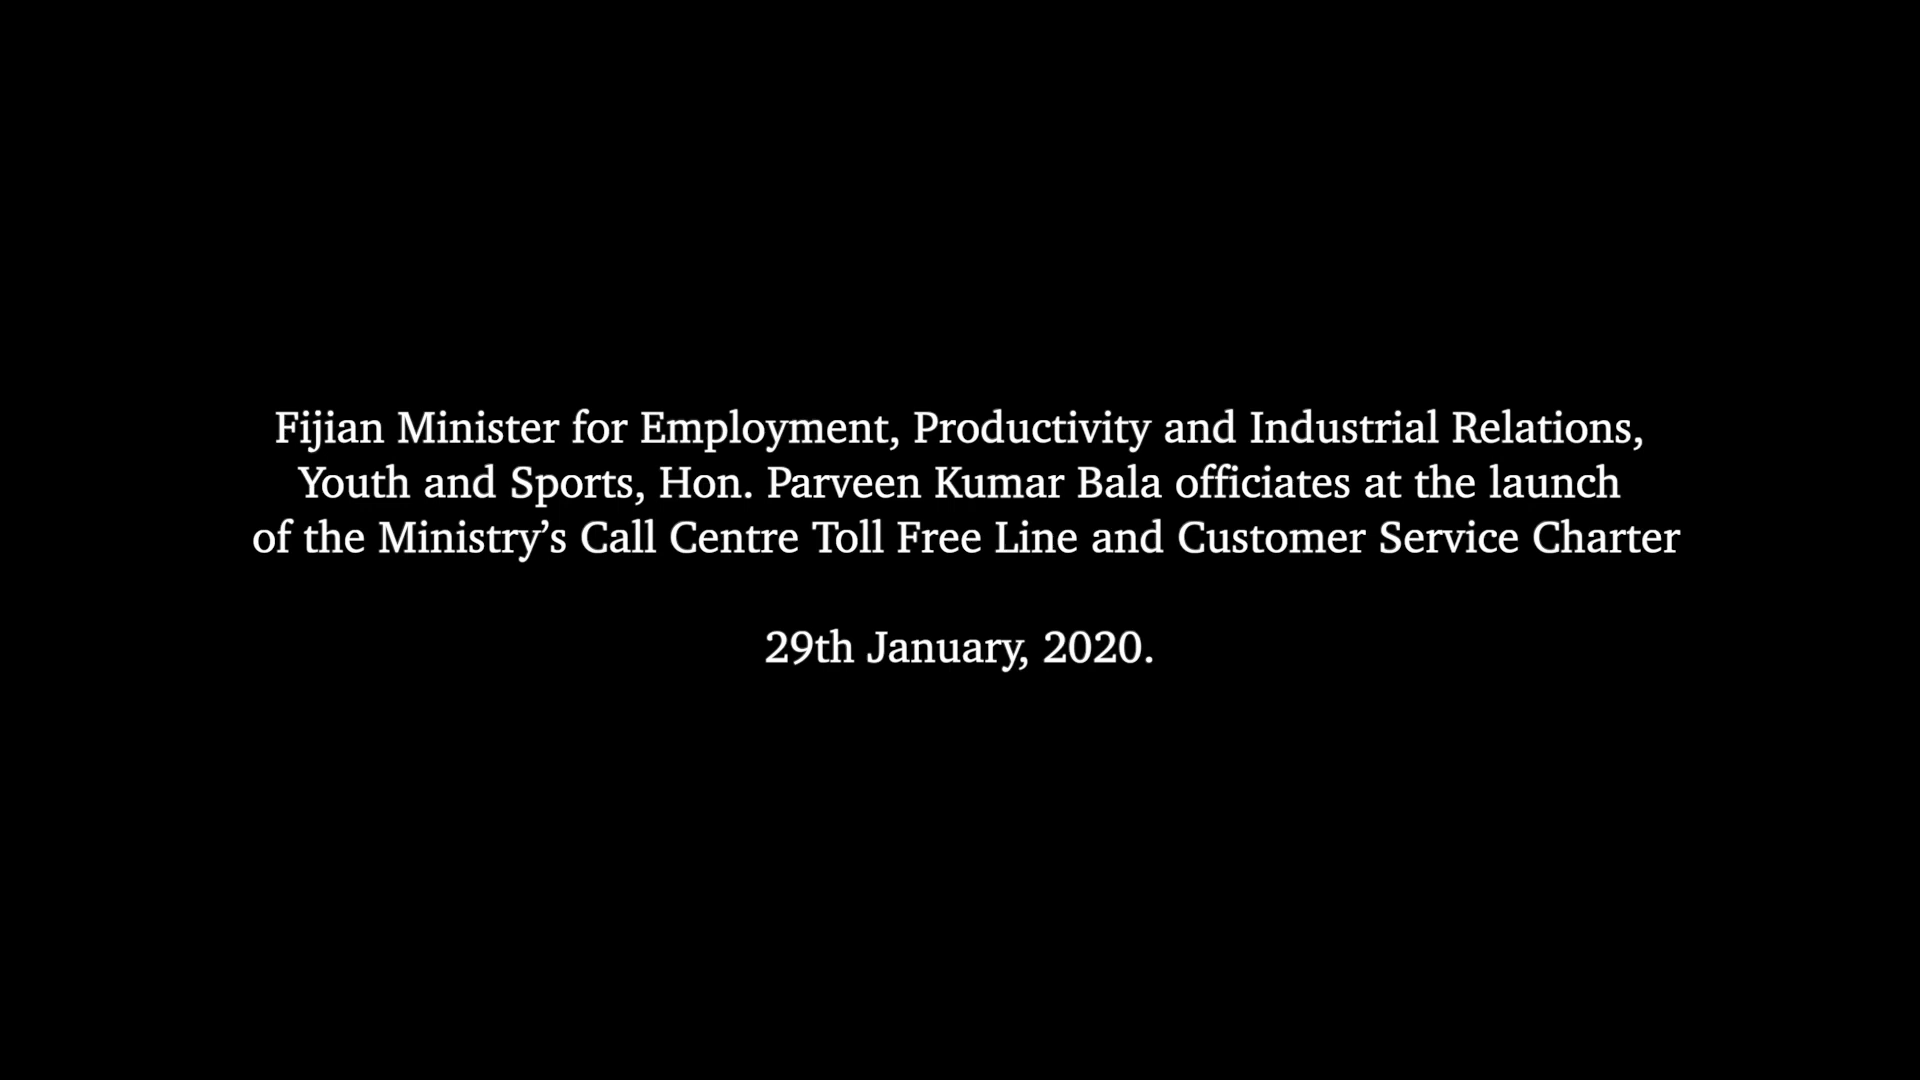 Fijian Minister for Employment, Productivity and Industrial Relations,
Youth and Sports, Hon. Parveen Kumar Bala officiates at the launch
of the Ministry’s Call Centre Toll Free Line and Customer Service Charter
29th January, 2020.